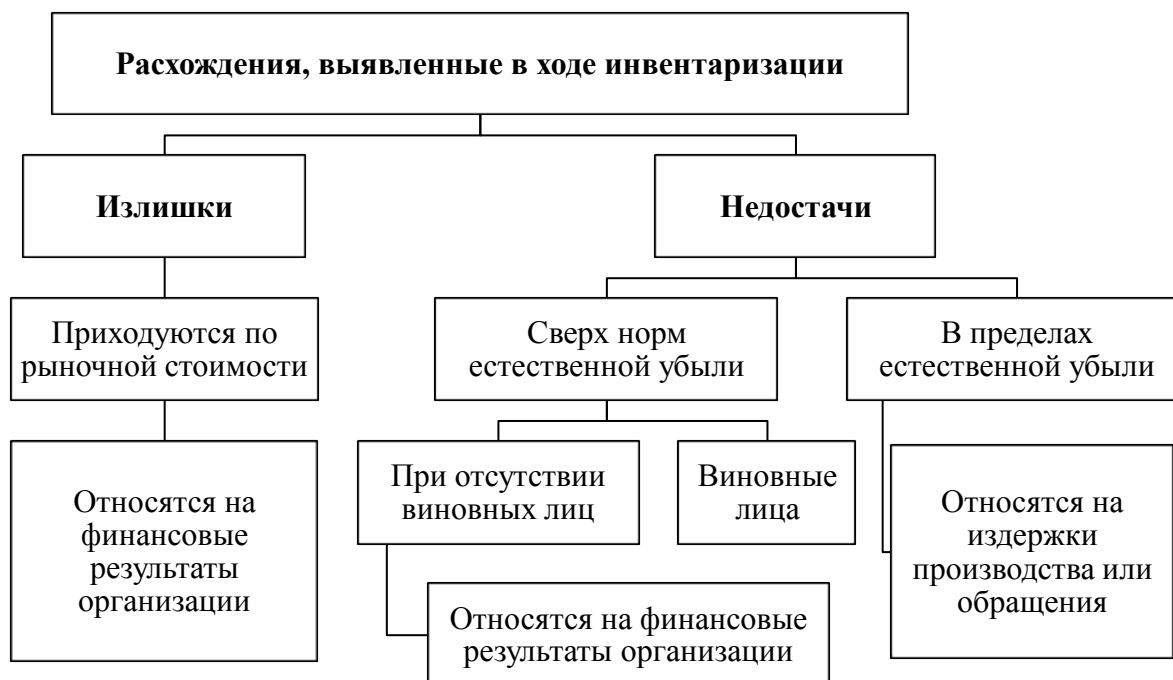 Расхождения, выявленные в ходе инвентаризации
Излишки
Недостачи
Приходуются по
рыночной стоимости
Сверх норм
естественной убыли
В пределах
естественной убыли
Относятся на
финансовые
результаты
организации
При отсутствии
виновных лиц
Виновные
лица
Относятся на
издержки
производства или
обращения
Относятся на финансовые
результаты организации